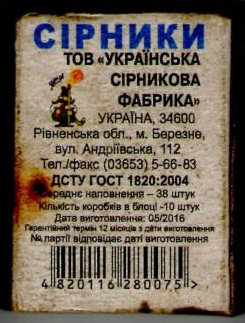 СІРНИКИ
ТОВ «УКРАЇНСЬКА
СІРНИКОВА
ФАБРИКА»
УКРАЇНА, 34600
Рівненська обл., м. Березне,
вул. Андріївська, 112
Тел./факс (03653) 5-66-83
ДСТУ ГОСТ 1820:2004
Середнє наповнення – 38 штук
Кількість коробків в блоці -10 штук
Дата виготовлення: 05/2016
Гарантійний термін 12 місяців з дати виготовлення
№ партії відповідає даті виготовлення
4 820116 280075 >